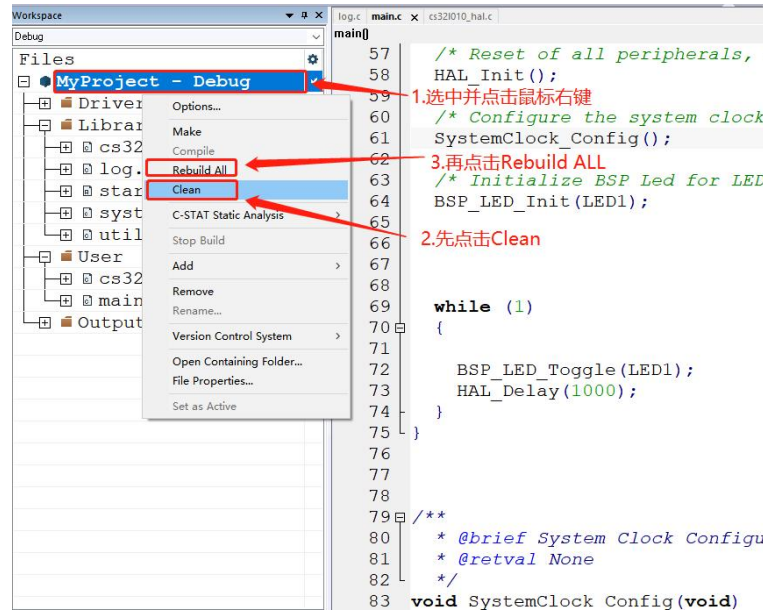 Workspace
Debug
Files
MyProject - Debug
Driver
Librar
cs32
log.
star
syst
util
User
cs32
main
Output
Options...
Make
Compile
Rebuild All
Clean
C-STAT Static Analysis
Stop Build
Add
Remove
Rename...
Version Control System
Open Containing Folder...
File Properties...
Set as Active
1.选中并点击鼠标右键
3.再点击Rebuild ALL
2.先点击Clean
log.c main.c x cs32l010_hal.c
main()
57 /* Reset of all peripherals,
58 HAL_Init();
59
60 /* Configure the system clock
61 SystemClock_Config();
62
63 /* Initialize BSP Led for LED
64 BSP_LED_Init(LED1);
65
66
67
68
69 while (1)
70 {
71
72 BSP_LED_Toggle(LED1);
73 HAL_Delay(1000);
74 }
75 }
76
77
78
79 /**
80 * @brief System Clock Configu
81 * @retval None
82 */
83 void SystemClock_Config(void)